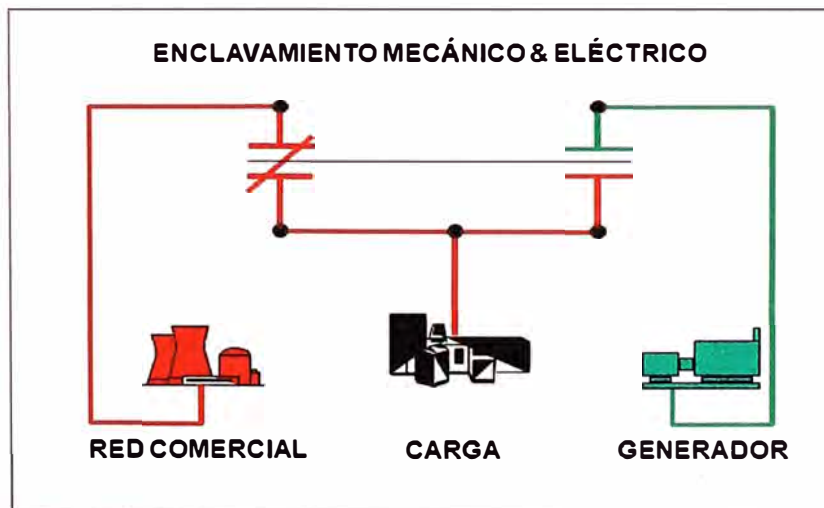 ENCLAVAMIENTO MECÁNICO & ELÉCTRICO
RED COMERCIAL
CARGA
GENERADOR